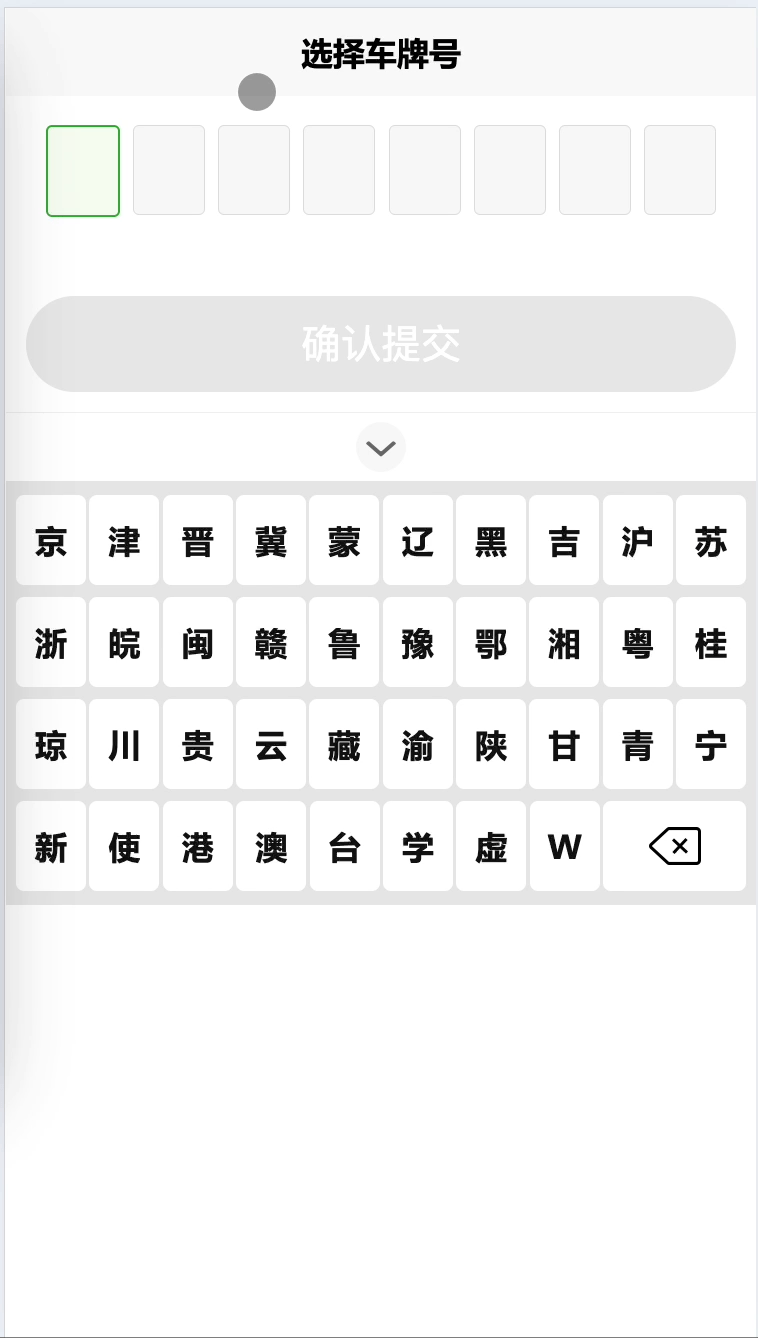 选择车牌号
确认提交
京 津 晋 冀 蒙 辽 黑 吉 沪 苏
浙 皖 闽 赣 鲁 豫 鄂 湘 粤 桂
琼 川 贵 云 藏 渝 陕 甘 青 宁
新 使 港 澳 台 学 虚 W